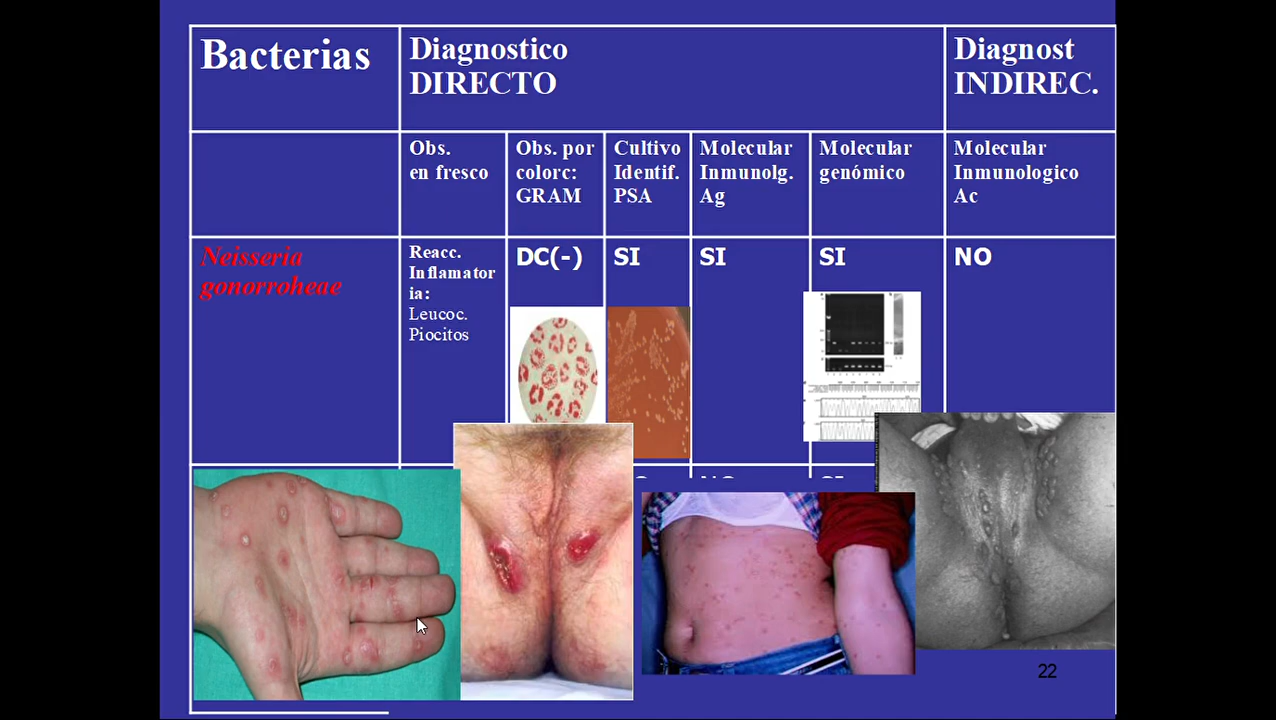 Bacterias
Diagnostico
DIRECTO
Diagnost
INDIREC.
Obs.
en fresco
Obs. por
colorc:
GRAM
Cultivo
Identif.
PSA
Molecular
Inmunolg.
Ag
Molecular
genómico
Molecular
Inmunologico
Ac
Neisseria
gonorroheae
Reacc.
Inflamator
ia:
Leucoc.
Piocitos
DC(-)
SI
SI
SI
NO
22